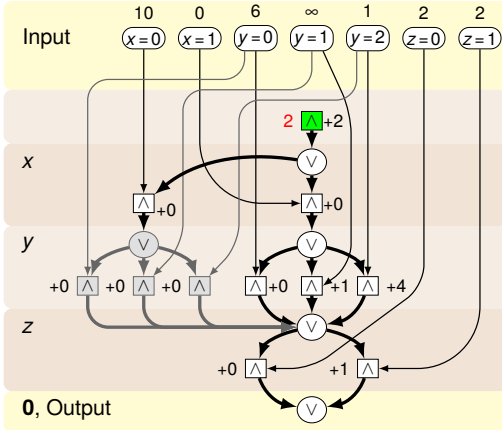 10 0 6 ∞ 1 2 2
Input x=0 x=1 y=0 y=1 y=2 z=0 z=1
2 ∧ +2
x ∨
∧ +0 ∧ +0
y ∨ ∨
+0 ∧ +0 ∧ +0 ∧ ∧ +0 ∧ +1 ∧ +4
z ∨
+0 ∧ +1 ∧
0, Output ∨